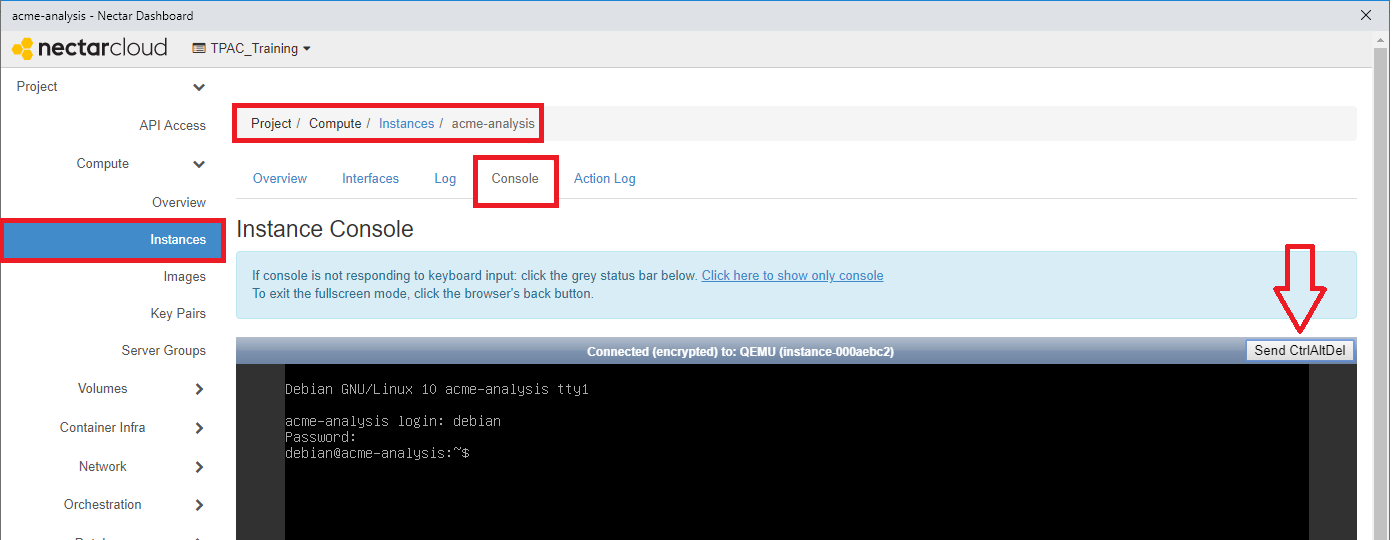 acme-analysis - Nectar Dashboard
nectarcloud TPAC_Training
Project
API Access
Compute
Overview
Instances
Images
Key Pairs
Server Groups
Volumes
Container Infra
Network
Orchestration
Project / Compute / Instances / acme-analysis
Overview Interfaces Log Console Action Log
Instance Console
If console is not responding to keyboard input: click the grey status bar below. Click here to show only console
To exit the fullscreen mode, click the browser's back button.
Connected (encrypted) to: QEMU (instance-000aebc2) Send CtrlAltDel
Debian GNU/Linux 10 acme-analysis tty1
acme-analysis login: debian
Password:
debian@acme-analysis:~$